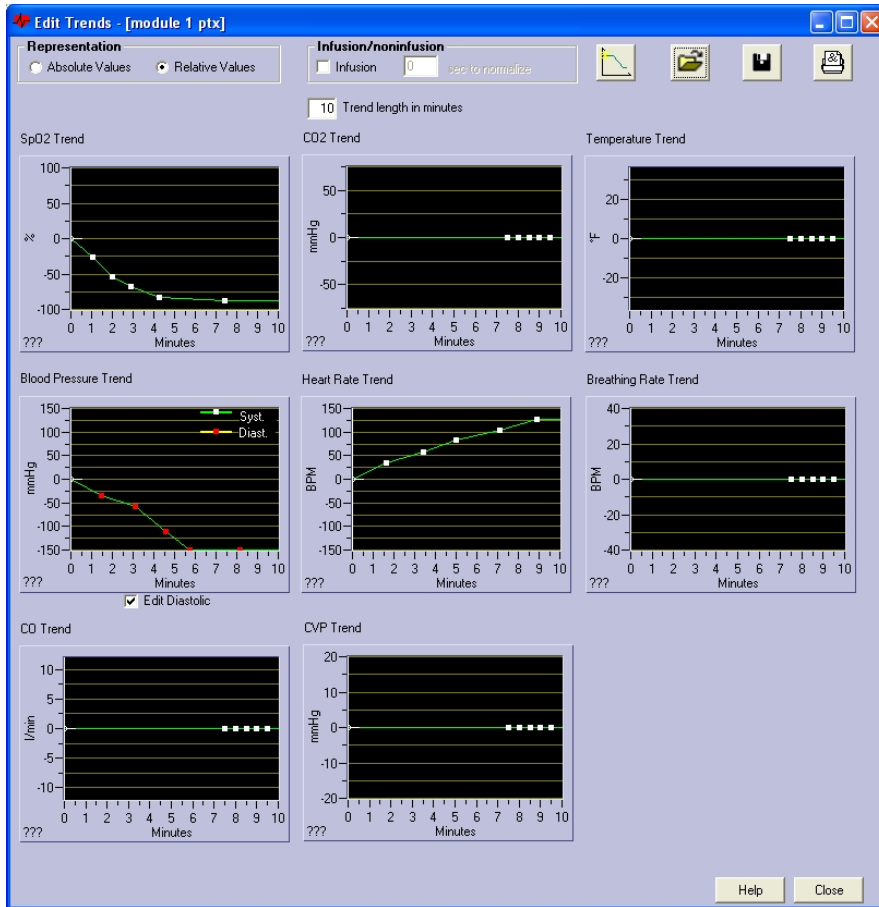 Edit Trends - [module 1 ptx]
Representation
Absolute Values Relative Values
Infusion/noninfusion
Infusion 0 sec to normalize
10 Trend length in minutes
SpO2 Trend
100
50
0
-50
-100
%
0 1 2 3 4 5 6 7 8 9 10
Minutes
???
CO2 Trend
50
0
-50
mmHg
0 1 2 3 4 5 6 7 8 9 10
Minutes
???
Temperature Trend
20
0
-20
°F
0 1 2 3 4 5 6 7 8 9 10
Minutes
???
Blood Pressure Trend
150
100
50
0
-50
-100
-150
mmHg
Syst.
Diast.
0 1 2 3 4 5 6 7 8 9 10
Minutes
???
Edit Diastolic
Heart Rate Trend
150
100
50
0
-50
-100
-150
BPM
0 1 2 3 4 5 6 7 8 9 10
Minutes
???
Breathing Rate Trend
40
20
0
-20
-40
BPM
0 1 2 3 4 5 6 7 8 9 10
Minutes
???
CO Trend
10
5
0
-5
-10
l/min
0 1 2 3 4 5 6 7 8 9 10
Minutes
???
CVP Trend
20
15
10
5
0
-5
-10
-15
-20
mmHg
0 1 2 3 4 5 6 7 8 9 10
Minutes
???
Help Close